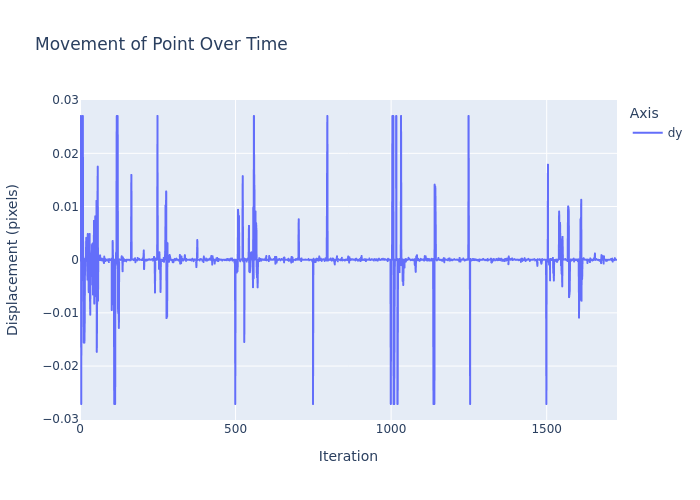 Movement of Point Over Time
Axis
dy
Displacement (pixels)
0.03
0.02
0.01
0
−0.01
−0.02
−0.03
0
500
1000
1500
Iteration